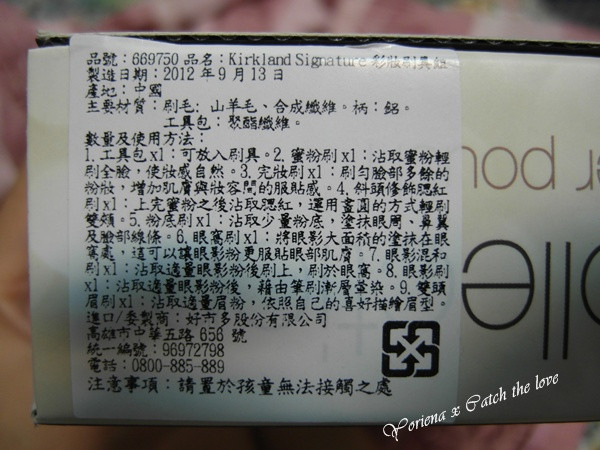 品號：669750 品名：Kirkland Signature 彩妝刷具組
製造日期：2012 年 9 月 13 日
產地：中國
主要材質：刷毛：山羊毛、合成纖維。柄：鋁。
工具包：聚酯纖維。
數量及使用方法：
1.工具包 x1：可放入刷具。2.蜜粉刷 x1：沾取蜜粉輕
刷全臉，使妝感自然。3.完妝刷 x1：刷勻臉部多餘的
粉妝，增加肌膚與妝容間的服貼感。4.斜頭修飾腮紅
刷 x1：上完蜜粉之後沾取腮紅，運用畫圓的方式輕刷
雙頰。5.粉底刷 x1：沾取少量粉底，塗抹眼周、鼻翼
及臉部線條。6.眼窩刷 x1：將眼影大面積的塗抹在眼
窩處，這可以讓眼影粉更服貼眼部肌膚。7.眼影混和
刷 x1：沾取適量眼影粉後刷上，刷於眼窩。8.眼影刷
x1：沾取適量眼影粉後，藉由筆刷漸層暈染。9.雙頭
眉刷 x1：沾取適量眉粉，依照自己的喜好描繪眉型。
進口/委製商：好市多股份有限公司
高雄市中華五路 656 號
統一編號：96972798
電話：0800-885-889
注意事項：請置於孩童無法接觸之處
er pou
lle
Yoriena x Catch the love